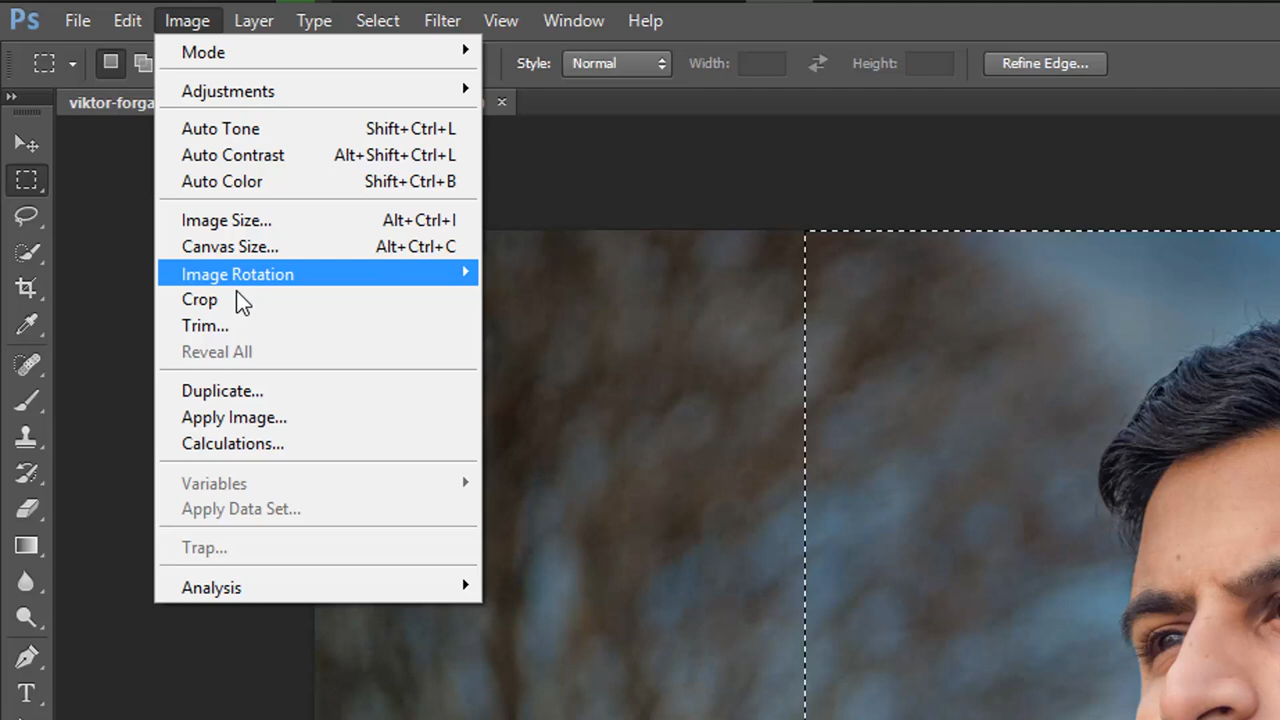 Ps File Edit Image Layer Type Select Filter View Window Help
Style: Normal Width: Height: Refine Edge...
viktor-forga
Mode
Adjustments
Auto Tone Shift+Ctrl+L
Auto Contrast Alt+Shift+Ctrl+L
Auto Color Shift+Ctrl+B
Image Size... Alt+Ctrl+I
Canvas Size... Alt+Ctrl+C
Image Rotation
Crop
Trim...
Reveal All
Duplicate...
Apply Image...
Calculations...
Variables
Apply Data Set...
Trap...
Analysis
T